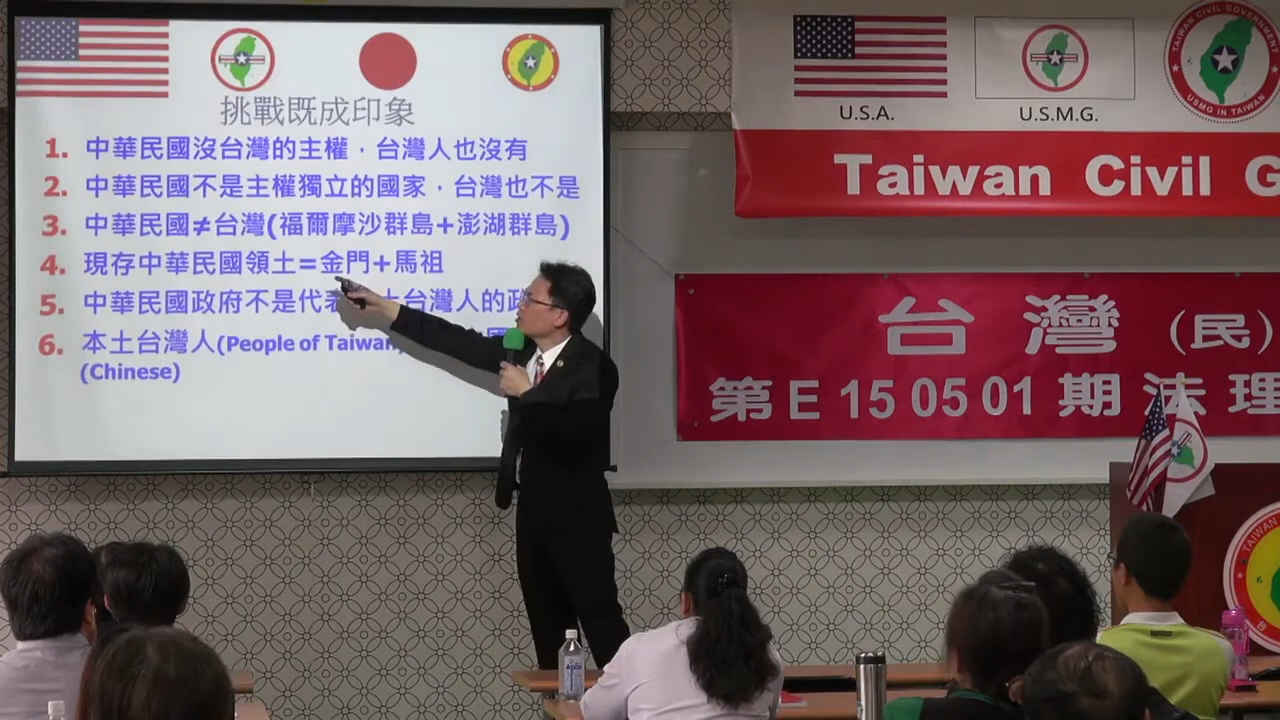 挑戰既成印象
1. 中華民國沒台灣的主權，台灣人也沒有
2. 中華民國不是主權獨立的國家，台灣也不是
3. 中華民國≠台灣(福爾摩沙群島+澎湖群島)
4. 現存中華民國領土=金門+馬祖
5. 中華民國政府不是代表 土台灣人的政
6. 本土台灣人(People of Taiwan)
(Chinese)
U.S.A.
U.S.M.G.
TAIWAN CIVIL GOVERNMENT
USMG IN TAIWAN
Taiwan Civil G
台灣(民)
第E150501期法理